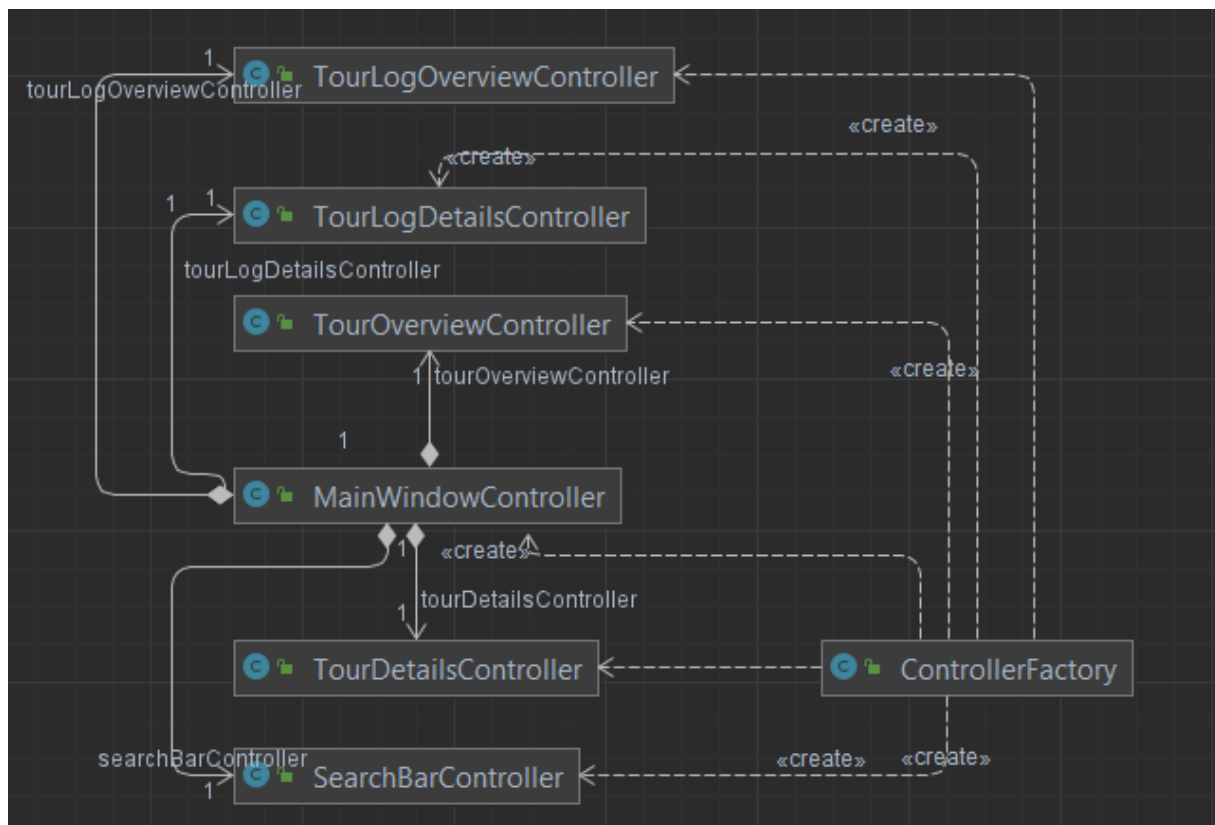 1
TourLogOverviewController
tourLogOverviewController
«create»
«create»
1 1
TourLogDetailsController
tourLogDetailsController
TourOverviewController
«create»
1 tourOverviewController
1
MainWindowController
1 «create»
tourDetailsController
1
TourDetailsController
ControllerFactory
searchBarController
«create» «create»
SearchBarController
1